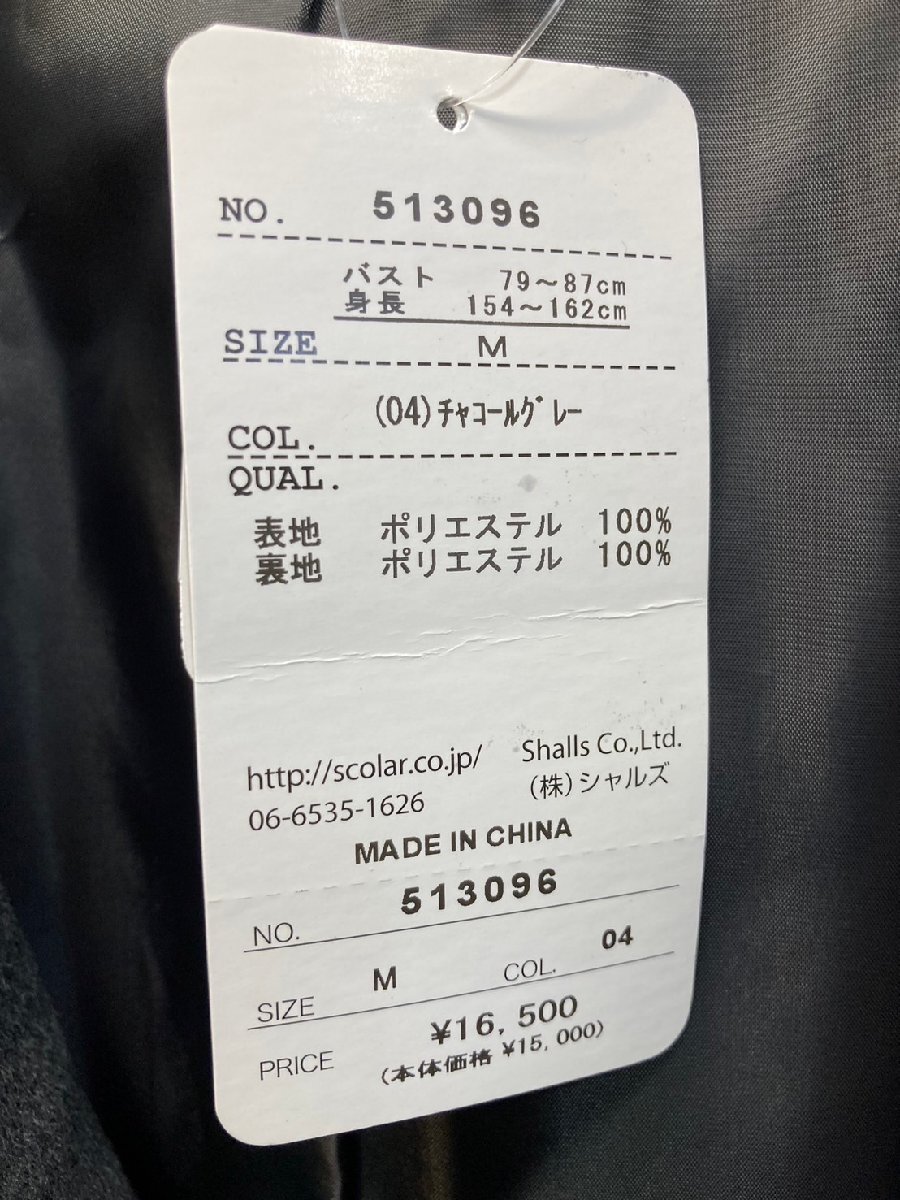 NO. 513096
バスト 79～87cm
身長 154～162cm
SIZE M
COL. (04)ﾁｬｺｰﾙｸﾞﾚｰ
QUAL.
表地 ポリエステル 100%
裏地 ポリエステル 100%
http://scolar.co.jp/ Shalls Co.,Ltd.
06-6535-1626 (株)シャルズ
MADE IN CHINA
NO. 513096
SIZE M COL. 04
PRICE ¥16,500
(本体価格 ¥15,000)